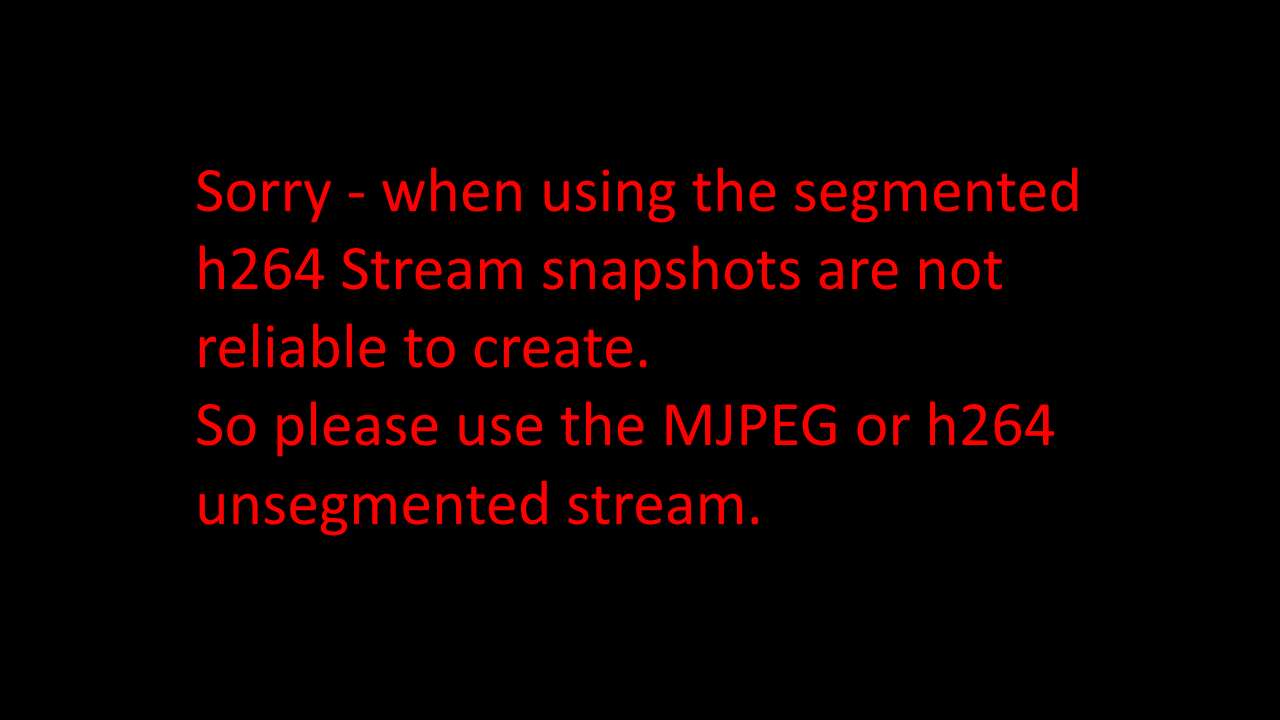 Sorry - when using the segmented
h264 Stream snapshots are not
reliable to create.
So please use the MJPEG or h264
unsegmented stream.